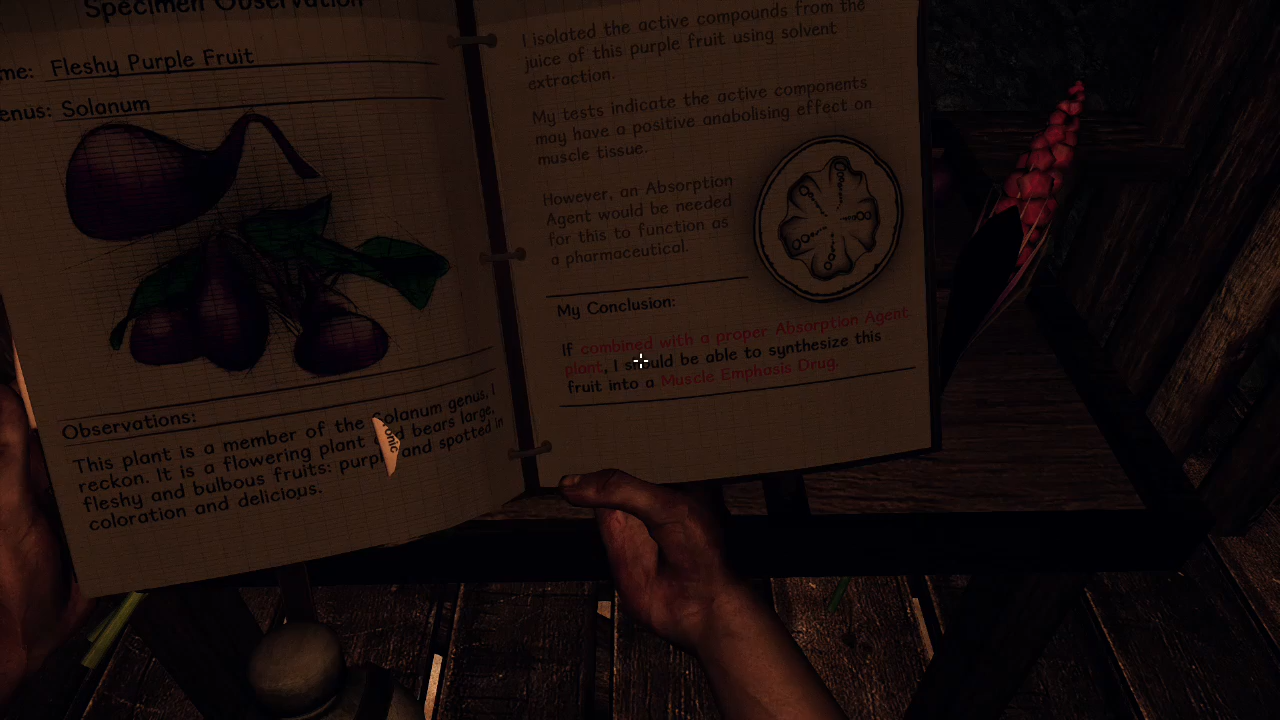 Specimen Observation
me: Fleshy Purple Fruit
enus: Solanum
Observations:
This plant is a member of the Solanum genus, I
reckon. It is a flowering plant and bears large,
fleshy and bulbous fruits: purple and spotted in
coloration and delicious.
ronic
I isolated the active compounds from the
juice of this purple fruit using solvent
extraction.
My tests indicate the active components
may have a positive anabolising effect on
muscle tissue.
However, an Absorption
Agent would be needed
for this to function as
a pharmaceutical.
My Conclusion:
If combined with a proper Absorption Agent
plant, I should be able to synthesize this
fruit into a Muscle Emphasis Drug.